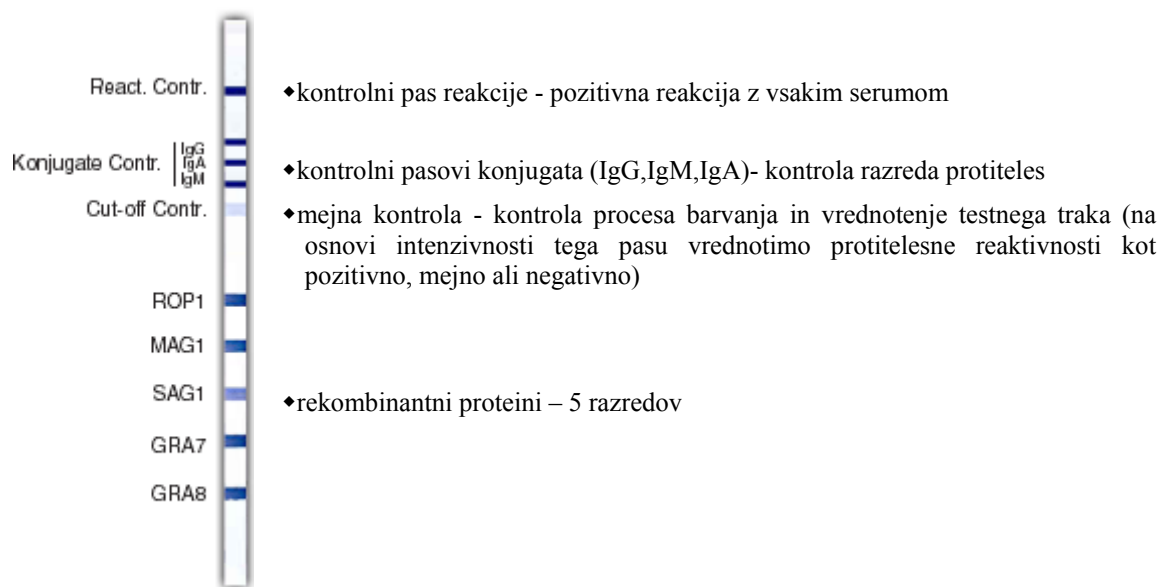 React. Contr.
◆kontrolni pas reakcije - pozitivna reakcija z vsakim serumom
Konjugate Contr.
IgG
IgA
IgM
◆kontrolni pasovi konjugata (IgG,IgM,IgA)- kontrola razreda protiteles
Cut-off Contr.
◆mejna kontrola - kontrola procesa barvanja in vrednotenje testnega traka (na
osnovi intenzivnosti tega pasu vrednotimo protitelesne reaktivnosti kot
pozitivno, mejno ali negativno)
ROP1
MAG1
SAG1
◆rekombinantni proteini – 5 razredov
GRA7
GRA8